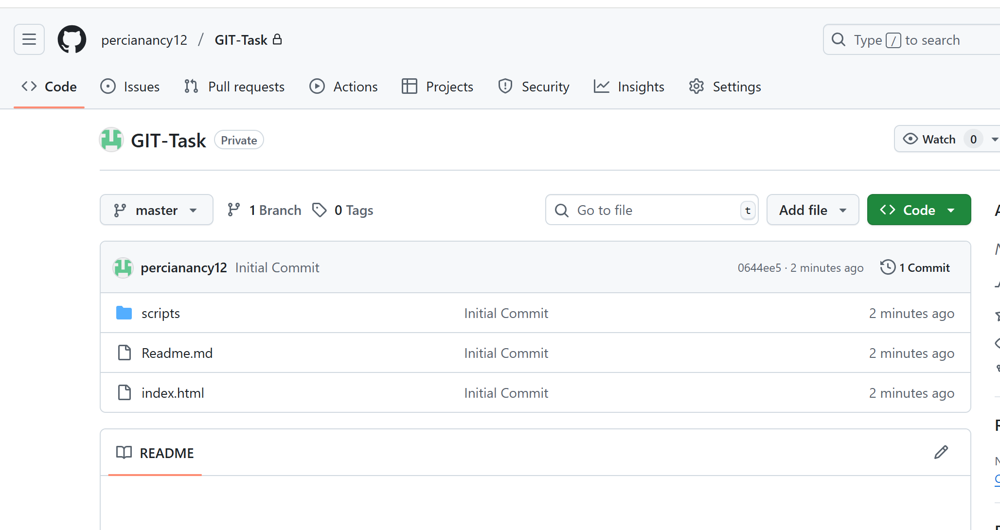 percianancy12 / GIT-Task
Type / to search
Code Issues Pull requests Actions Projects Security Insights Settings
GIT-Task Private
Watch 0
master 1 Branch 0 Tags
Go to file t
Add file
Code
percianancy12 Initial Commit 0644ee5 · 2 minutes ago 1 Commit
scripts Initial Commit 2 minutes ago
Readme.md Initial Commit 2 minutes ago
index.html Initial Commit 2 minutes ago
README